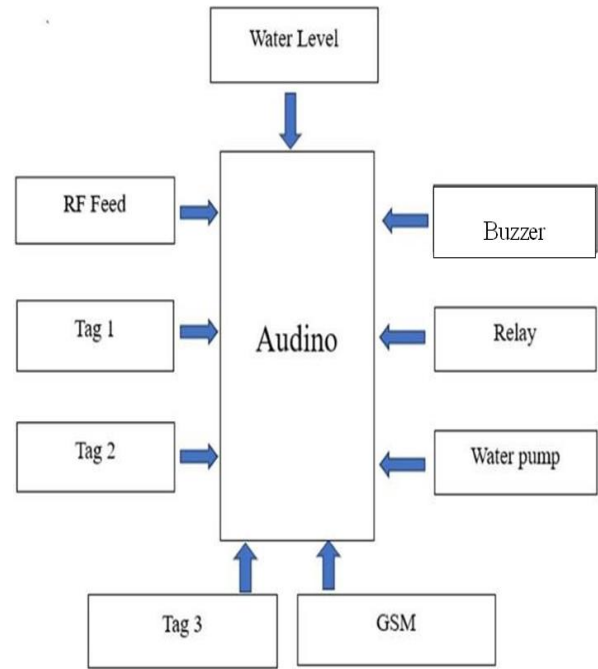 Water Level
RF Feed
Buzzer
Tag 1
Audino
Relay
Tag 2
Water pump
Tag 3
GSM